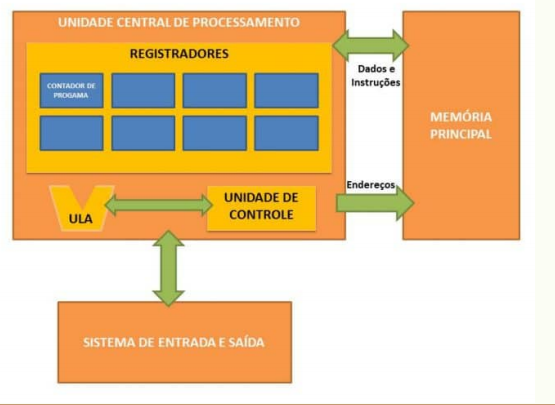 UNIDADE CENTRAL DE PROCESSAMENTO
REGISTRADORES
CONTADOR DE
PROGAMA
Dados e
Instruções
MEMÓRIA
PRINCIPAL
Endereços
ULA
UNIDADE DE
CONTROLE
SISTEMA DE ENTRADA E SAÍDA